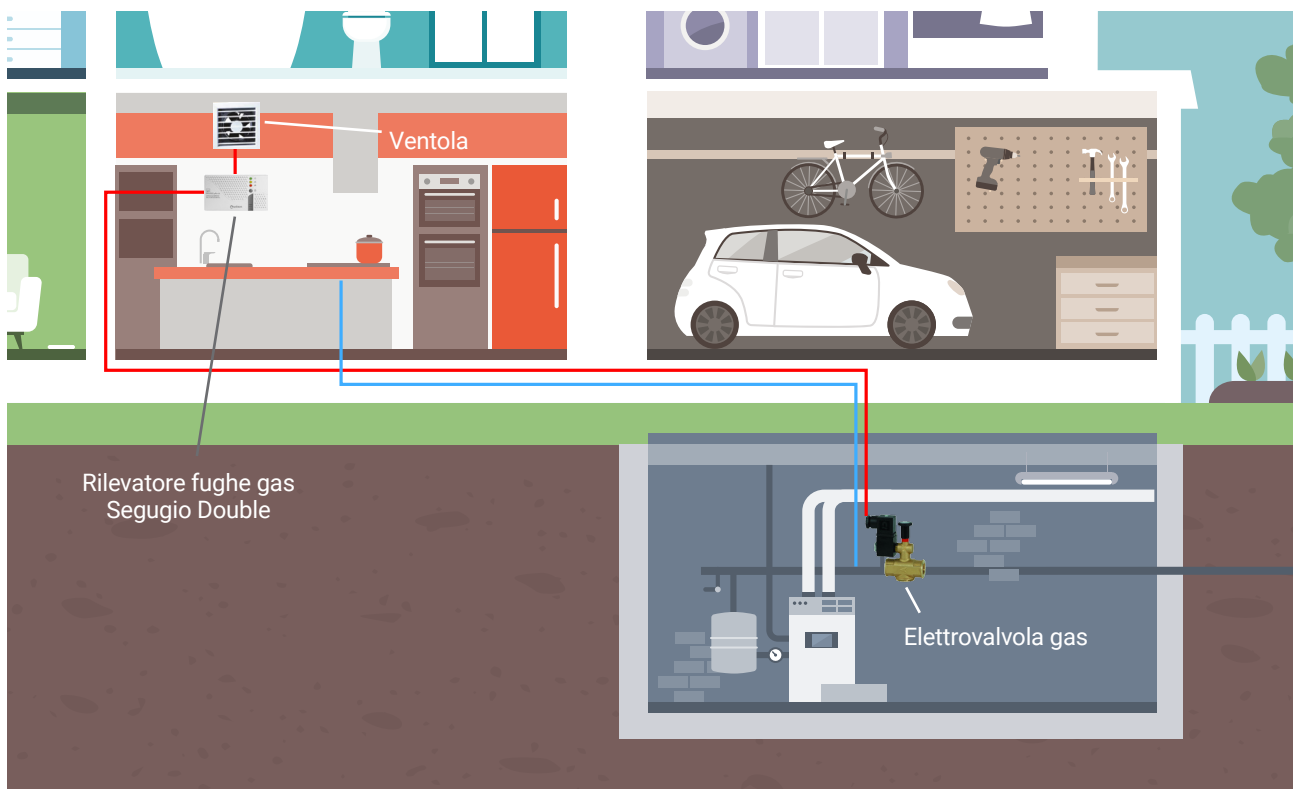 Ventola
Rilevatore fughe gas
Segugio Double
Elettrovalvola gas